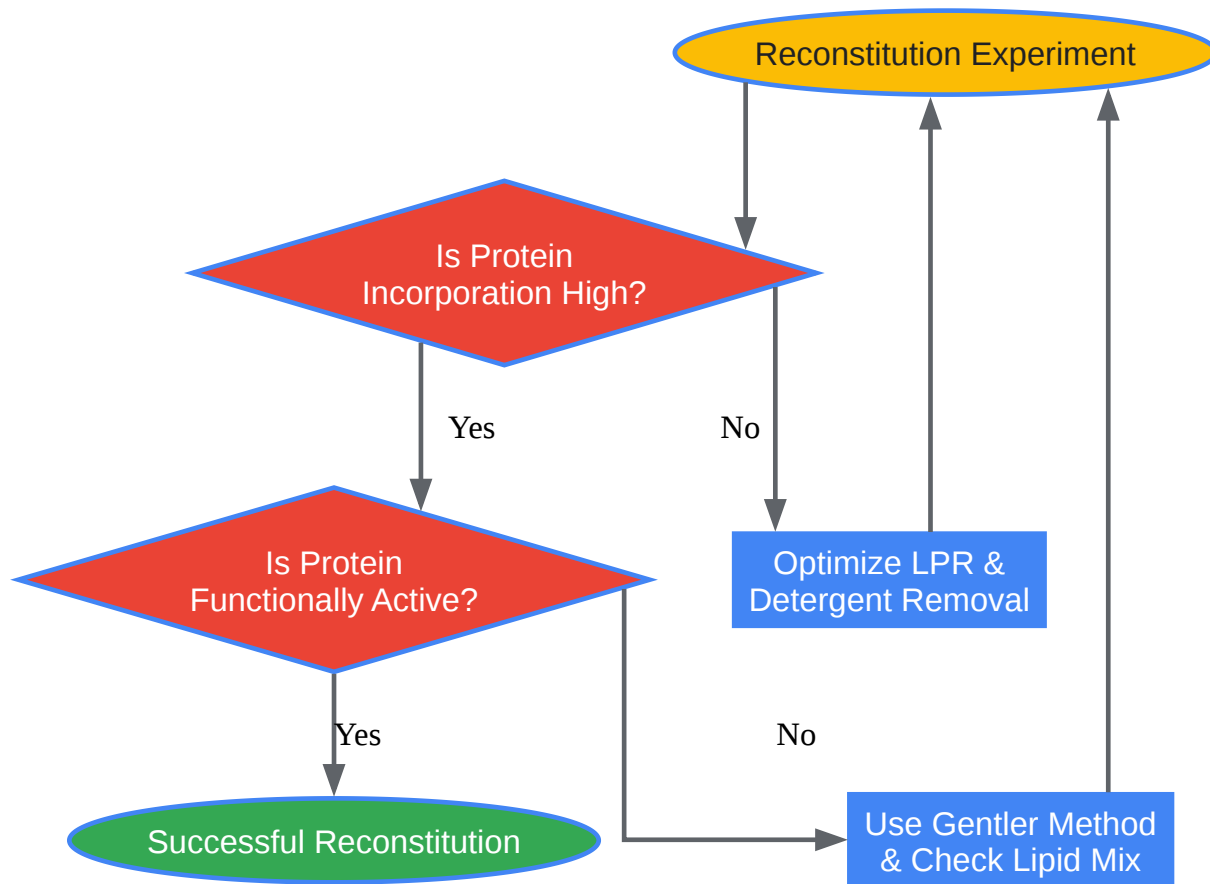 Reconstitution Experiment
Is Protein
Incorporation High?
Yes
No
Is Protein
Functionally Active?
Optimize LPR &
Detergent Removal
Yes
No
Successful Reconstitution
Use Gentler Method
& Check Lipid Mix